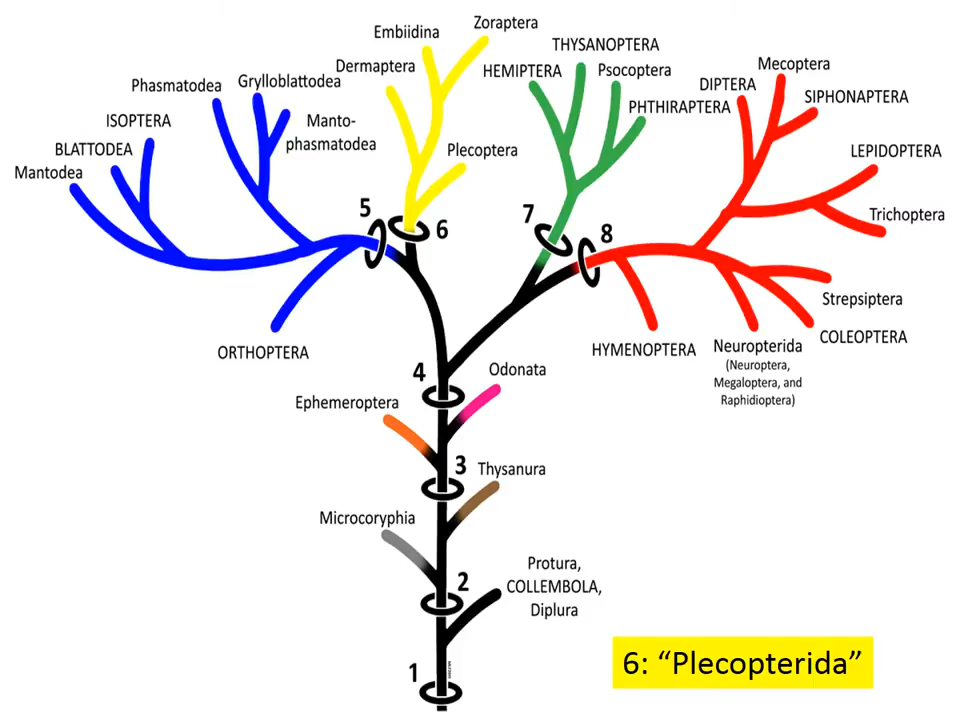 Zoraptera
Embiidina
THYSANOPTERA
Dermaptera
HEMIPTERA
Psocoptera
Mecoptera
Phasmatodea
Grylloblattodea
DIPTERA
SIPHONAPTERA
PHTHIRAPTERA
ISOPTERA
Manto-
phasmatodea
BLATTODEA
Plecoptera
LEPIDOPTERA
Mantodea
5
6
7
8
Trichoptera
Strepsiptera
COLEOPTERA
ORTHOPTERA
HYMENOPTERA
Neuropterida
(Neuroptera,
Megaloptera, and
Raphidioptera)
4
Odonata
Ephemeroptera
3
Thysanura
Microcoryphia
2
Protura,
COLLEMBOLA,
Diplura
1
6: “Plecopterida”